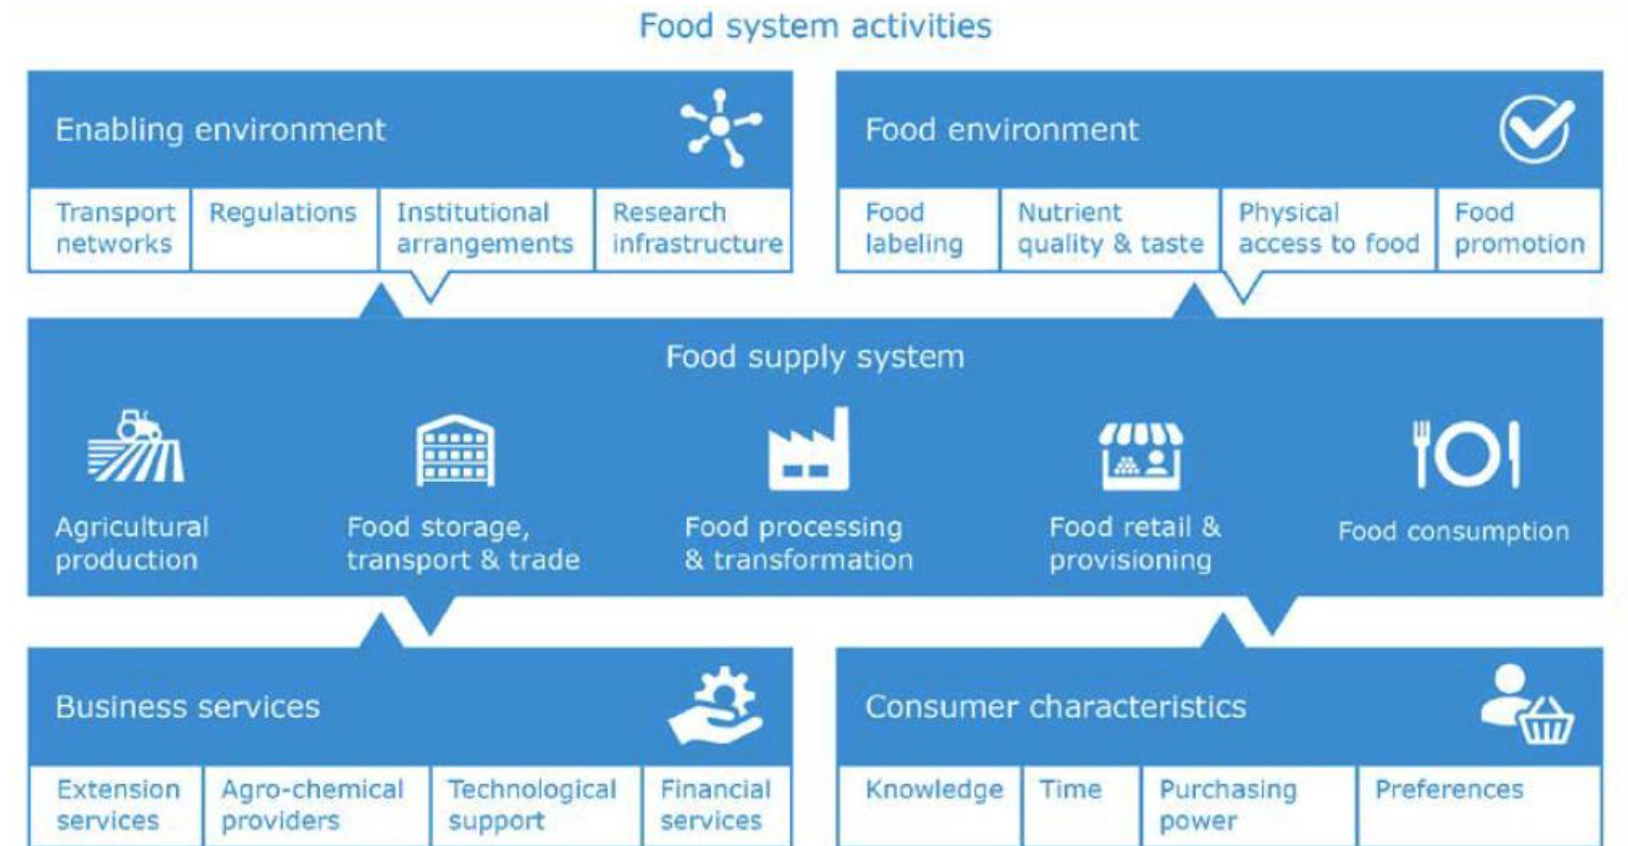 Food system activities
Enabling environment
Transport
networks
Regulations
Institutional
arrangements
Research
infrastructure
Food environment
Food
labeling
Nutrient
quality & taste
Physical
access to food
Food
promotion
Food supply system
Agricultural
production
Food storage,
transport & trade
Food processing
& transformation
Food retail &
provisioning
Food consumption
Business services
Extension
services
Agro-chemical
providers
Technological
support
Financial
services
Consumer characteristics
Knowledge
Time
Purchasing
power
Preferences